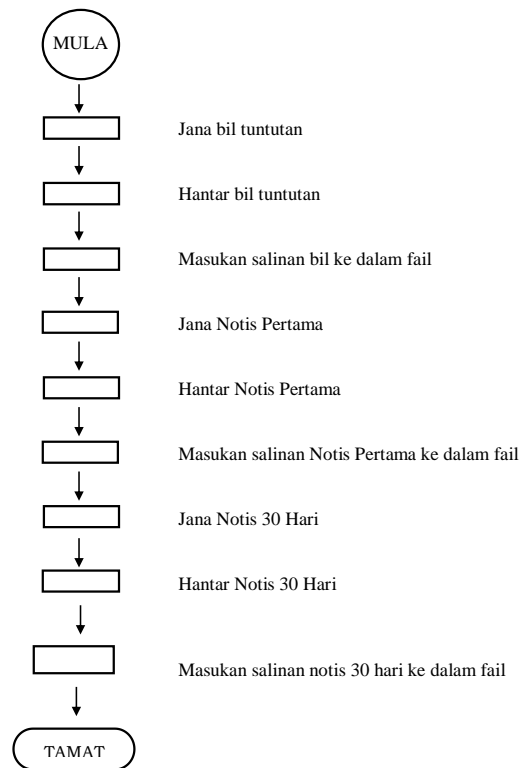 MULA
Jana bil tuntutan
Hantar bil tuntutan
Masukan salinan bil ke dalam fail
Jana Notis Pertama
Hantar Notis Pertama
Masukan salinan Notis Pertama ke dalam fail
Jana Notis 30 Hari
Hantar Notis 30 Hari
Masukan salinan notis 30 hari ke dalam fail
TAMAT